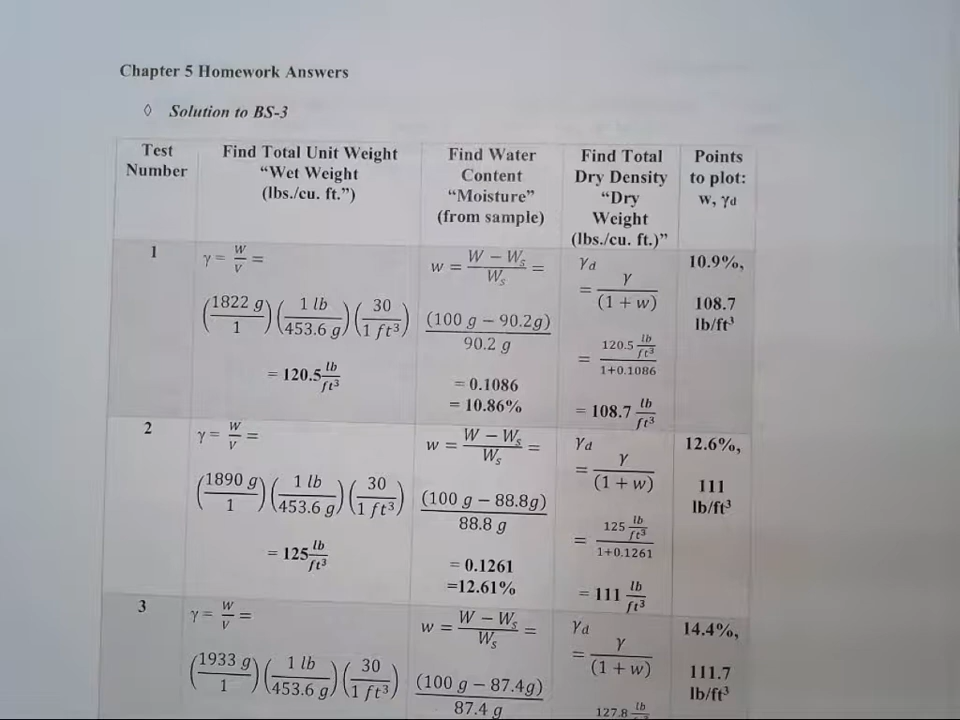 Chapter 5 Homework Answers
◊ Solution to BS-3
Test Number
Find Total Unit Weight
“Wet Weight
(lbs./cu. ft.”)
Find Water
Content
“Moisture”
(from sample)
Find Total
Dry Density
“Dry
Weight
(lbs./cu. ft.)”
Points
to plot:
w, γd
1
γ = W/V =
(1822 g/1)(1 lb/453.6 g)(30/1 ft³)
= 120.5 lb/ft³
w = (W − Wₛ)/Wₛ =
(100 g − 90.2g)/90.2 g
= 0.1086
= 10.86%
γd
= γ/(1 + w)
= 120.5 lb/ft³/1+0.1086
= 108.7 lb/ft³
10.9%,
108.7
lb/ft³
2
γ = W/V =
(1890 g/1)(1 lb/453.6 g)(30/1 ft³)
= 125 lb/ft³
w = (W − Wₛ)/Wₛ =
(100 g − 88.8g)/88.8 g
= 0.1261
=12.61%
γd
= γ/(1 + w)
= 125 lb/ft³/1+0.1261
= 111 lb/ft³
12.6%,
111
lb/ft³
3
γ = W/V =
(1933 g/1)(1 lb/453.6 g)(30/1 ft³)
w = (W − Wₛ)/Wₛ =
(100 g − 87.4g)/87.4 g
γd
= γ/(1 + w)
127.8 lb
14.4%,
111.7
lb/ft³